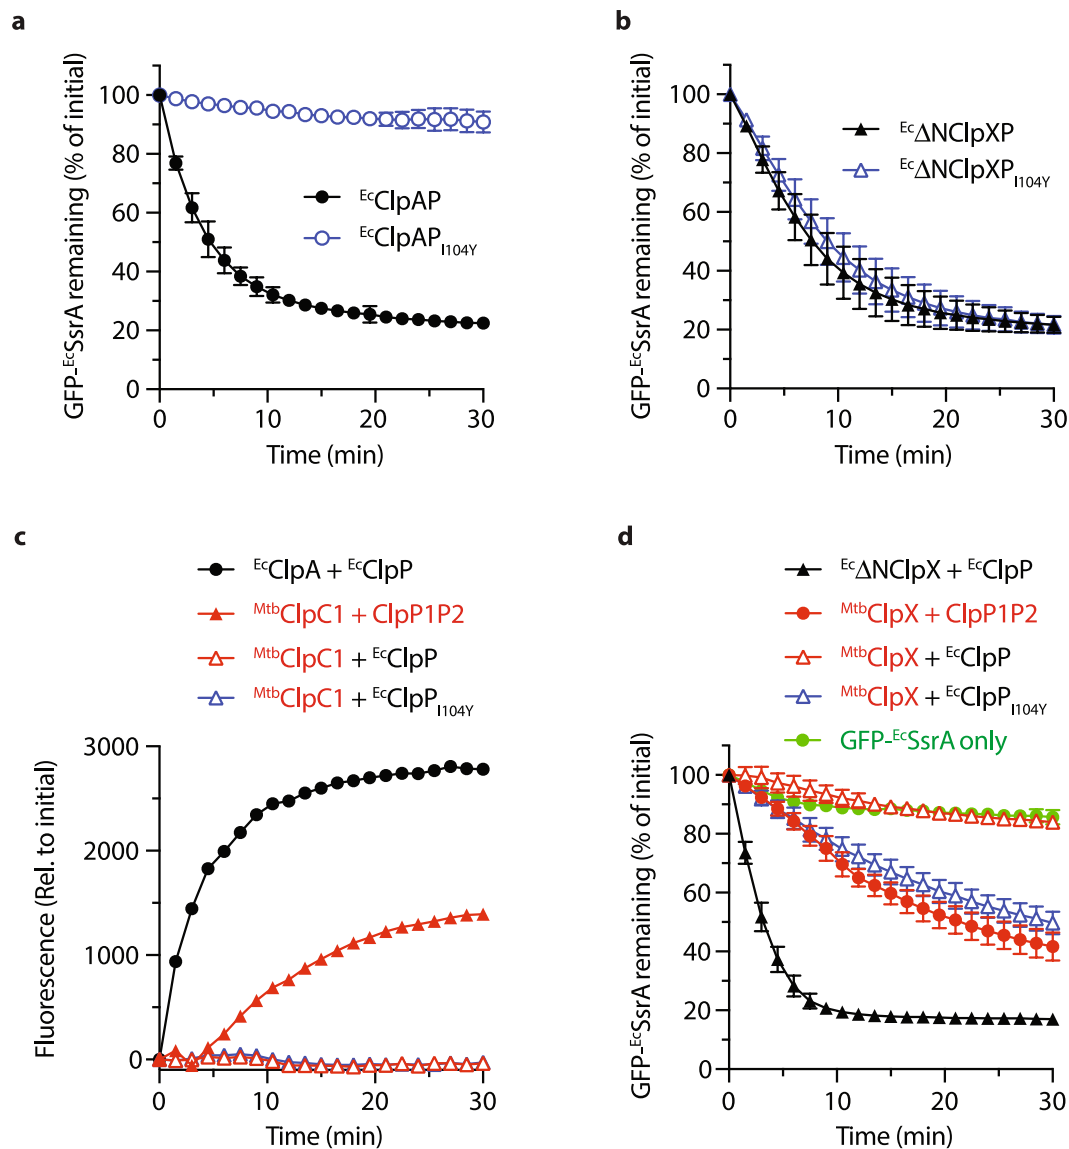 a
GFP-EcSsrA remaining (% of initial)
100
80
60
40
20
0
EcClpAP
EcClpAPI104Y
0 10 20 30
Time (min)
b
GFP-EcSsrA remaining (% of initial)
100
80
60
40
20
0
EcΔNClpXP
EcΔNClpXPI104Y
0 10 20 30
Time (min)
c
EcClpA + EcClpP
MtbClpC1 + ClpP1P2
MtbClpC1 + EcClpP
MtbClpC1 + EcClpPI104Y
Fluorescence (Rel. to initial)
3000
2000
1000
0
0 10 20 30
Time (min)
d
EcΔNClpX + EcClpP
MtbClpX + ClpP1P2
MtbClpX + EcClpP
MtbClpX + EcClpPI104Y
GFP-EcSsrA only
GFP-EcSsrA remaining (% of initial)
100
80
60
40
20
0
0 10 20 30
Time (min)